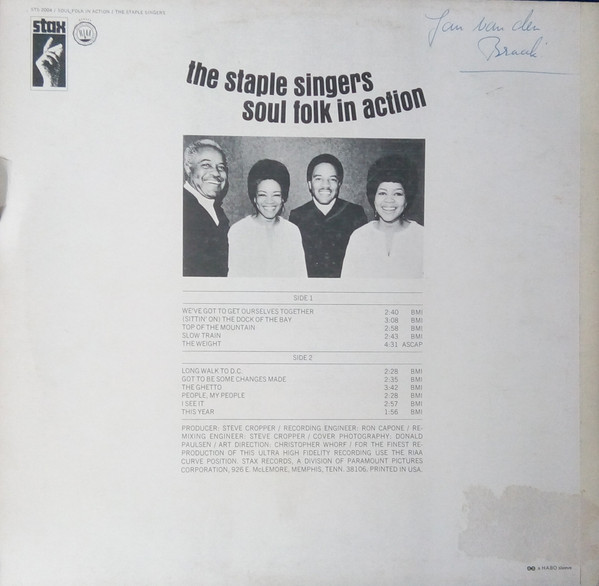 STS 2004 / SOUL FOLK IN ACTION / THE STAPLE SINGERS
stax
Jan van den
Braak
the staple singers
soul folk in action
SIDE 1
WE'VE GOT TO GET OURSELVES TOGETHER 2:40 BMI
(SITTIN' ON) THE DOCK OF THE BAY 3:08 BMI
TOP OF THE MOUNTAIN 2:58 BMI
SLOW TRAIN 2:43 BMI
THE WEIGHT 4:31 ASCAP
SIDE 2
LONG WALK TO D.C. 2:28 BMI
GOT TO BE SOME CHANGES MADE 2:35 BMI
THE GHETTO 3:42 BMI
PEOPLE, MY PEOPLE 2:28 BMI
I SEE IT 2:57 BMI
THIS YEAR 1:56 BMI
PRODUCER: STEVE CROPPER / RECORDING ENGINEER: RON CAPONE / RE-
MIXING ENGINEER: STEVE CROPPER / COVER PHOTOGRAPHY: DONALD
PAULSEN / ART DIRECTION: CHRISTOPHER WHORF / FOR THE FINEST RE-
PRODUCTION OF THIS ULTRA HIGH FIDELITY RECORDING USE THE RIAA
CURVE POSITION. STAX RECORDS, A DIVISION OF PARAMOUNT PICTURES
CORPORATION, 926 E. McLEMORE, MEMPHIS, TENN. 38106. PRINTED IN USA.